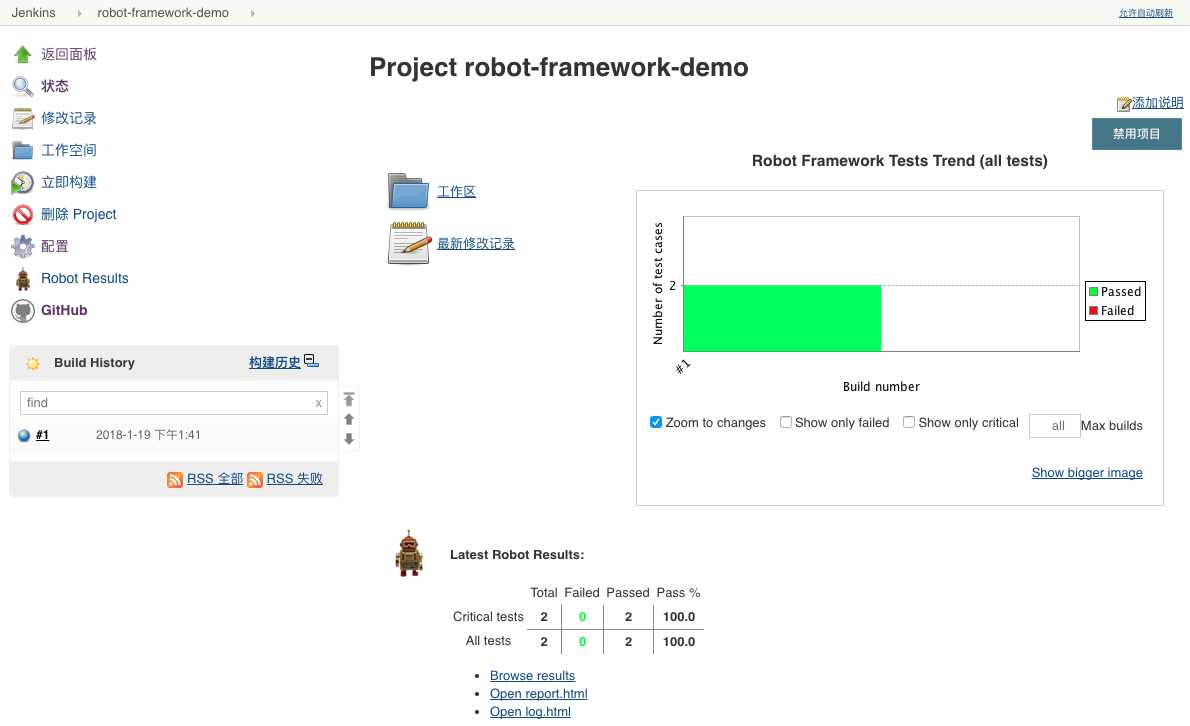 Jenkins robot-framework-demo 允许自动刷新
返回面板
状态
修改记录
工作空间
立即构建
删除 Project
配置
Robot Results
GitHub
Build History 构建历史
find x
#1 2018-1-19 下午1:41
RSS 全部 RSS 失败
Project robot-framework-demo
添加说明
禁用项目
工作区
最新修改记录
Robot Framework Tests Trend (all tests)
Number of test cases
2
#1
Build number
Passed
Failed
Zoom to changes Show only failed Show only critical all Max builds
Show bigger image
Latest Robot Results:
Total Failed Passed Pass %
Critical tests 2 0 2 100.0
All tests 2 0 2 100.0
Browse results
Open report.html
Open log.html